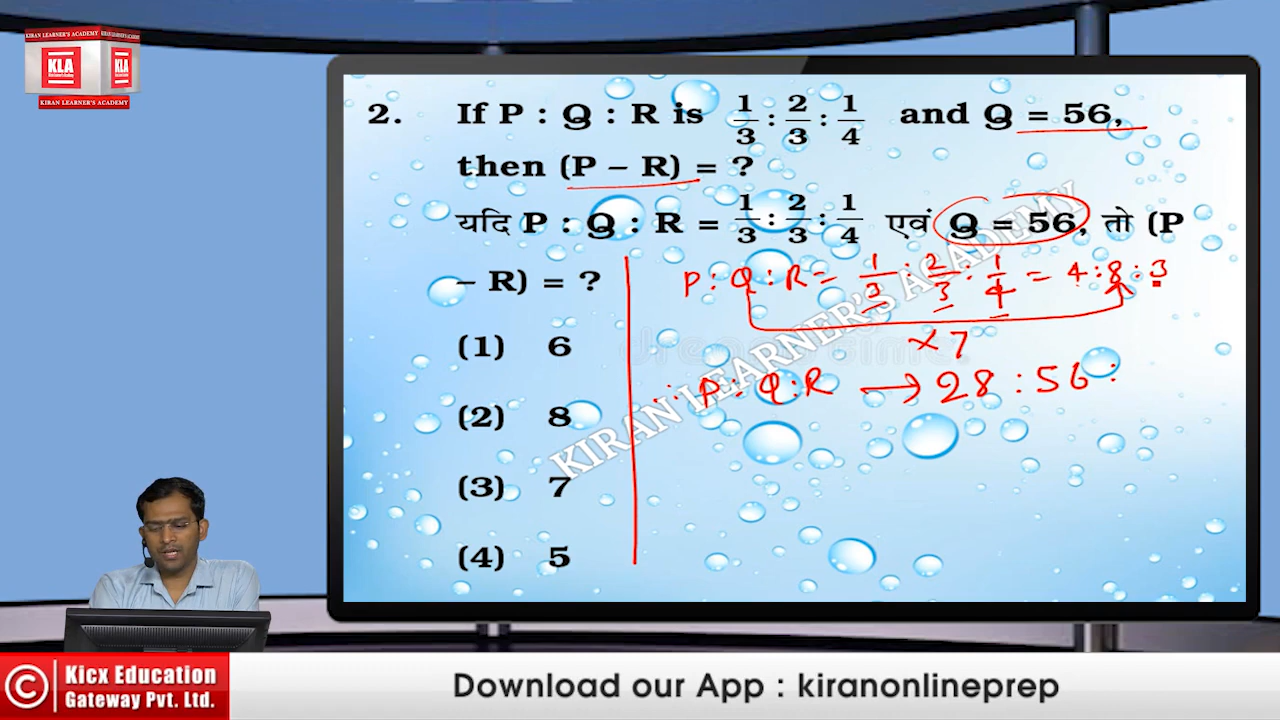 KIRAN LEARNER'S ACADEMY
KLA
KLA
KIRAN LEARNER'S ACADEMY
2. If P : Q : R is 1/3 : 2/3 : 1/4 and Q = 56,
then (P – R) = ?
यदि P : Q : R = 1/3 : 2/3 : 1/4 एवं Q = 56, तो (P
– R) = ?
(1) 6
(2) 8
(3) 7
(4) 5
P : Q : R = 1/3 : 2/3 : 1/4 = 4 : 8 : 3
× 7
∴ P : Q : R → 28 : 56 :
KIRAN LEARNER'S ACADEMY
© Kicx Education
Gateway Pvt. Ltd.
Download our App : kiranonlineprep